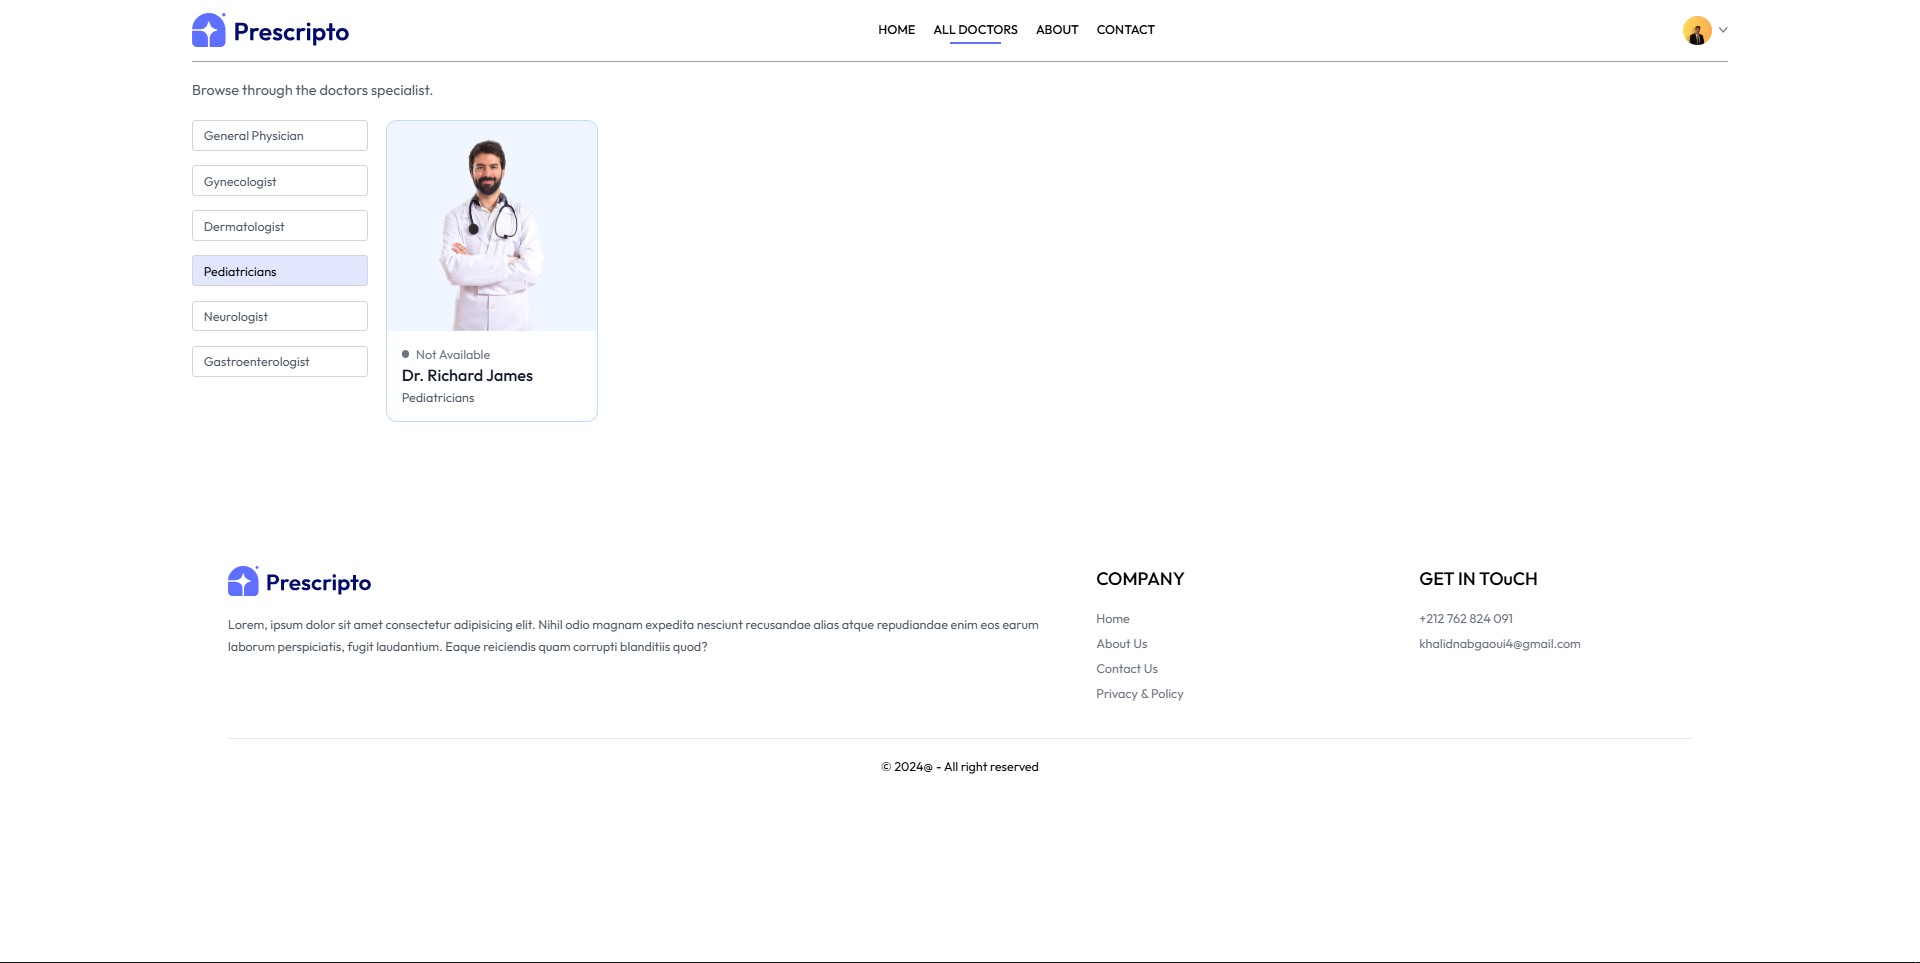 Prescripto
HOME ALL DOCTORS ABOUT CONTACT
Browse through the doctors specialist.
General Physician
Gynecologist
Dermatologist
Pediatricians
Neurologist
Gastroenterologist
Not Available
Dr. Richard James
Pediatricians
Prescripto
Lorem, ipsum dolor sit amet consectetur adipisicing elit. Nihil odio magnam expedita nesciunt recusandae alias atque repudiandae enim eos earum
laborum perspiciatis, fugit laudantium. Eaque reiciendis quam corrupti blanditiis quod?
COMPANY
Home
About Us
Contact Us
Privacy & Policy
GET IN TOuCH
+212 762 824 091
khalidnabgaoui4@gmail.com
© 2024@ - All right reserved